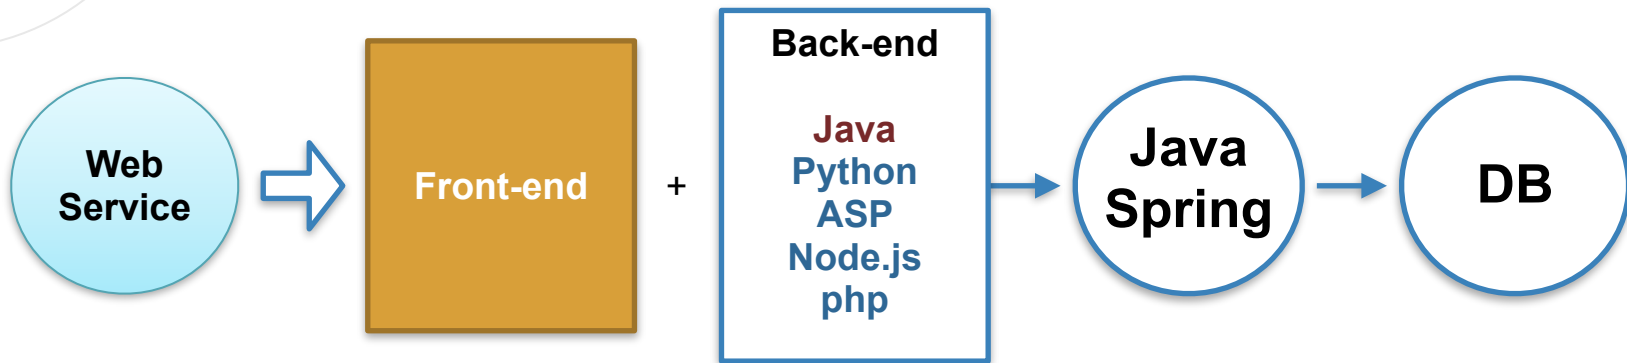 Web
Service
Front-end
+
Back-end
Java
Python
ASP
Node.js
php
Java
Spring
DB